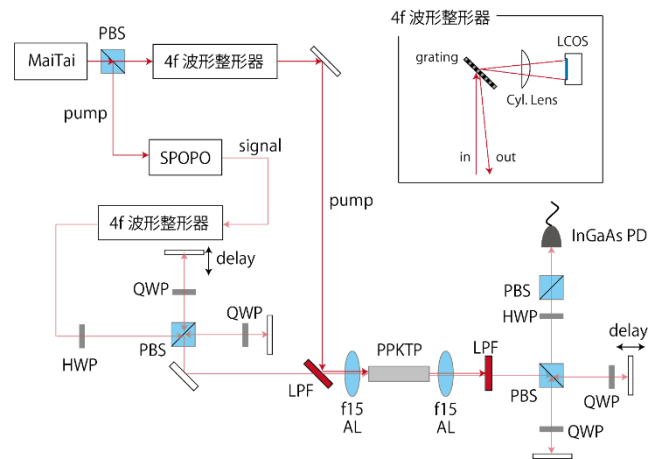 MaiTai
PBS
4f 波形整形器
pump
SPOPO
signal
4f 波形整形器
delay
QWP
QWP
HWP
PBS
pump
LPF
f15
AL
PPKTP
f15
AL
LPF
4f 波形整形器
grating
LCOS
Cyl. Lens
in
out
InGaAs PD
PBS
HWP
delay
PBS
QWP
QWP